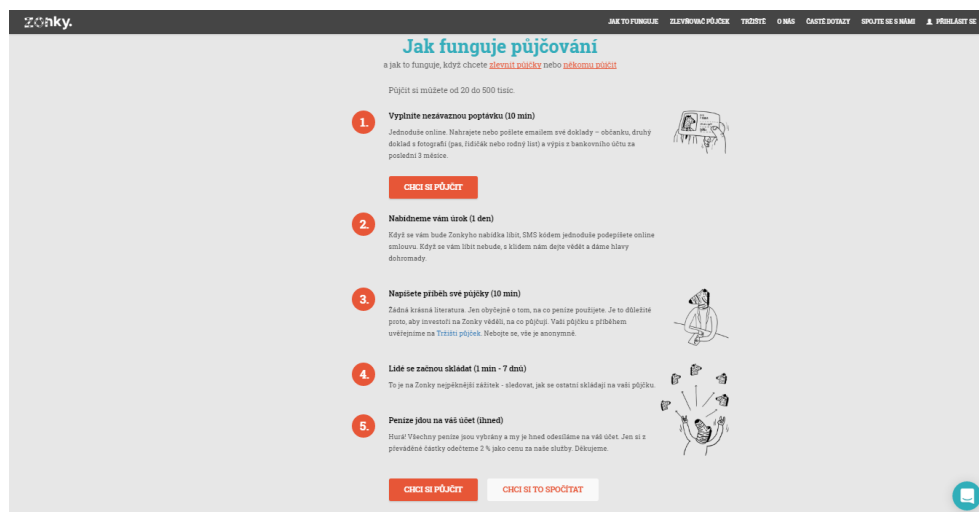 zonky.
JAK TO FUNGUJE ZLEVŇOVAČ PŮJČEK TRŽIŠTĚ O NÁS ČASTÉ DOTAZY SPOJTE SE S NÁMI PŘIHLÁSIT SE
Jak funguje půjčování
a jak to funguje, když chcete zlevnit půjčky nebo někomu půjčit
Půjčit si můžete od 20 do 500 tisíc.
1.
Vyplníte nezávaznou poptávku (10 min)
Jednoduše online. Nahrajete nebo pošlete emailem své doklady – občanku, druhý
doklad s fotografií (pas, řidičák nebo rodný list) a výpis z bankovního účtu za
poslední 3 měsíce.
CHCI SI PŮJČIT
2.
Nabídneme vám úrok (1 den)
Když se vám bude Zonkyho nabídka líbit, SMS kódem jednoduše podepíšete online
smlouvu. Když se vám líbit nebude, s klidem nám dejte vědět a dáme hlavy
dohromady.
3.
Napíšete příběh své půjčky (10 min)
Žádná krásná literatura. Jen obyčejně o tom, na co peníze použijete. Je to důležité
proto, aby investoři na Zonky věděli, na co půjčují. Vaši půjčku s příběhem
uvěřejníme na Tržišti půjček. Nebojte se, vše je anonymně.
4.
Lidé se začnou skládat (1 min - 7 dnů)
To je na Zonky nejpěknější zážitek - sledovat, jak se ostatní skládají na vaši půjčku.
5.
Peníze jdou na váš účet (ihned)
Hurá! Všechny peníze jsou vybrány a my je hned odesíláme na váš účet. Jen si z
převáděné částky odečteme 2 % jako cenu za naše služby. Děkujeme.
CHCI SI PŮJČIT
CHCI SI TO SPOČÍTAT